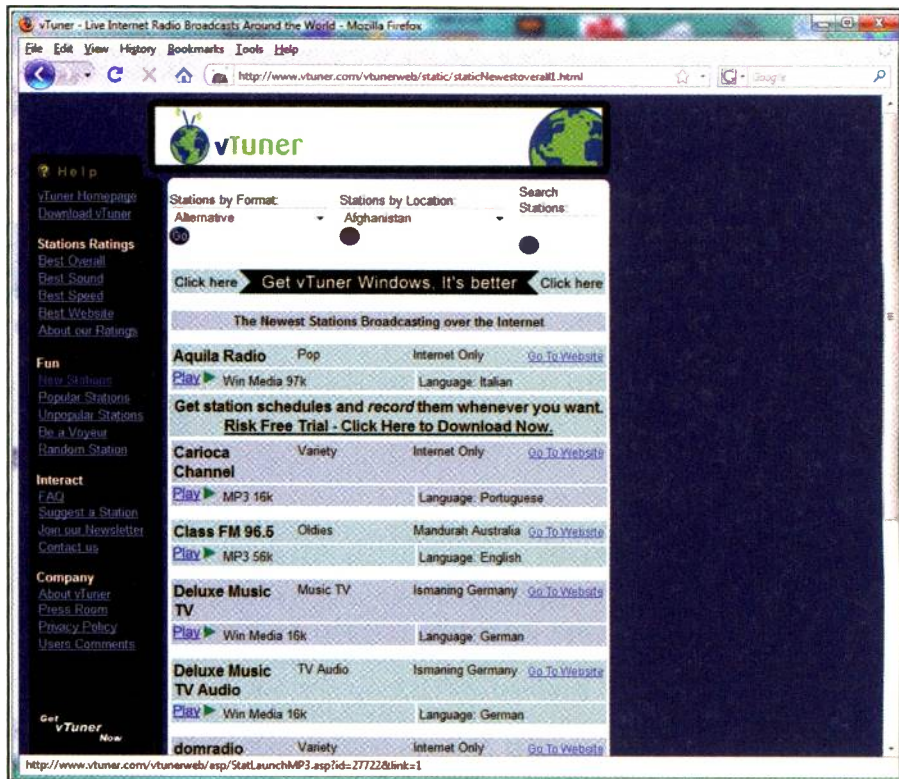 vTuner - Live Internet Radio Broadcasts Around the World - Mozilla Firefox
File Edit View History Bookmarks Tools Help
http://www.vtuner.com/vtunerweb/static/staticNewestoverall1.html
Google
vTuner
? Help
vTuner Homepage
Download vTuner
Stations Ratings
Best Overall
Best Sound
Best Speed
Best Website
About our Ratings
Fun
New Stations
Popular Stations
Unpopular Stations
Be a Voyeur
Random Station
Interact
FAQ
Suggest a Station
Join our Newsletter
Contact us
Company
About vTuner
Press Room
Privacy Policy
Users Comments
Get
vTuner
Now
Stations by Format: Stations by Location: Search Stations:
Alternative Afghanistan
Go
Click here Get vTuner Windows. It's better Click here
The Newest Stations Broadcasting over the Internet
Aquila Radio Pop Internet Only Go To Website
Play Win Media 97k Language: Italian
Get station schedules and record them whenever you want.
Risk Free Trial - Click Here to Download Now.
Carioca Channel Variety Internet Only Go To Website
Play MP3 16k Language: Portuguese
Class FM 96.5 Oldies Mandurah Australia Go To Website
Play MP3 56k Language: English
Deluxe Music TV Music TV Ismaning Germany Go To Website
Play Win Media 16k Language: German
Deluxe Music TV Audio TV Audio Ismaning Germany Go To Website
Play Win Media 16k Language: German
domradio Variety Internet Only Go To Website
http://www.vtuner.com/vtunerweb/asp/StatLaunchMP3.asp?id=27722&link=1